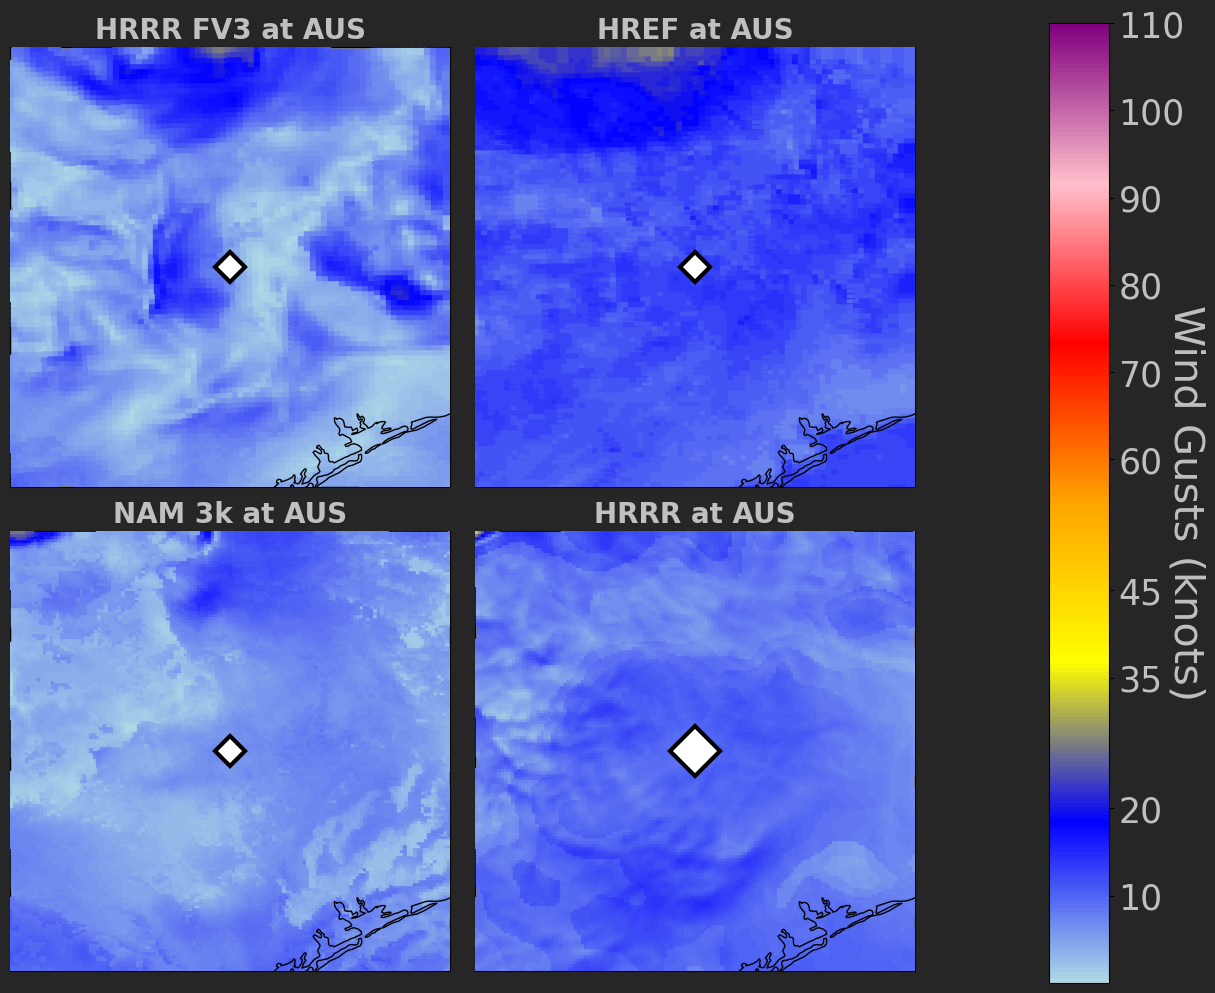 HRRR FV3 at AUS
HREF at AUS
NAM 3k at AUS
HRRR at AUS
110
100
90
80
70
60
45
35
20
10
Wind Gusts (knots)